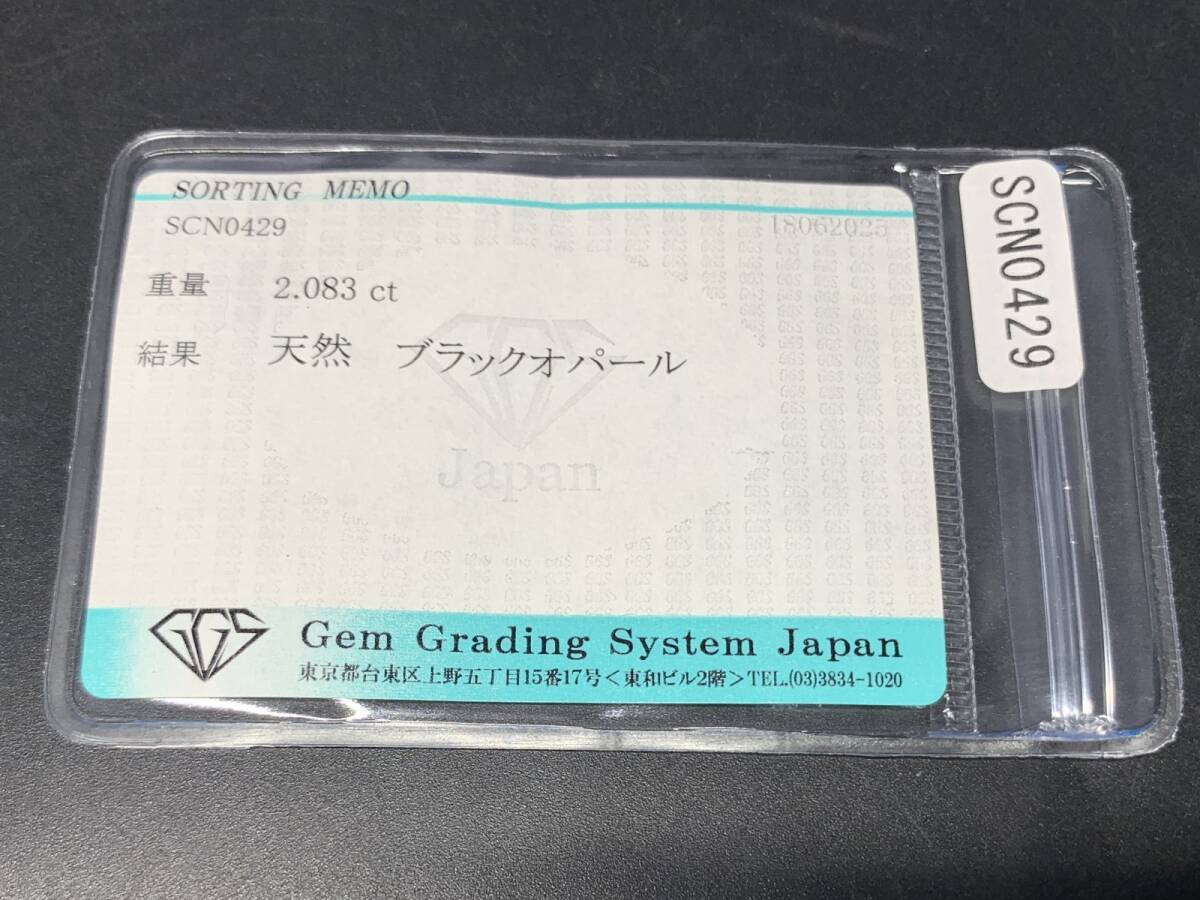 SORTING MEMO
SCN0429 18062025
重量 2.083 ct
結果 天然 ブラックオパール
Japan
GGS Gem Grading System Japan
東京都台東区上野五丁目15番17号<東和ビル2階>TEL.(03)3834-1020
SCN0429